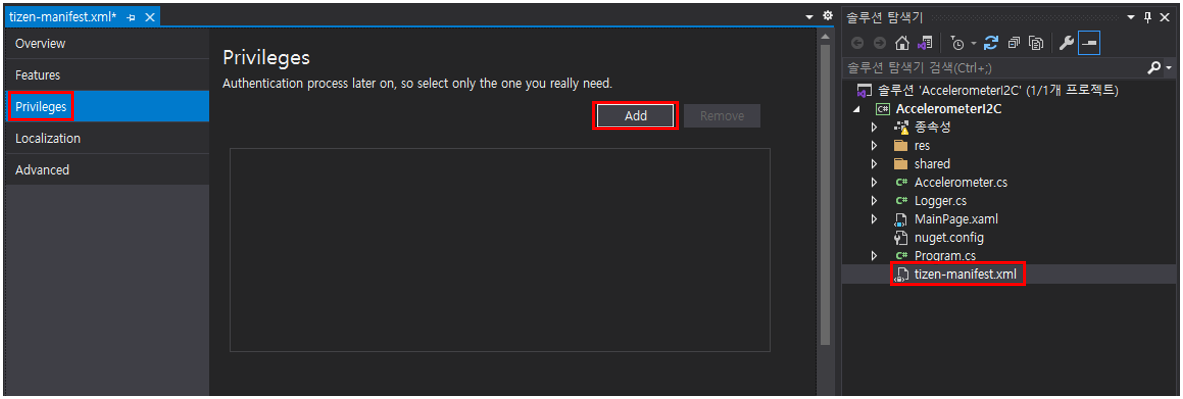 tizen-manifest.xml*
Overview
Features
Privileges
Localization
Advanced
Privileges
Authentication process later on, so select only the one you really need.
Add
Remove
솔루션 탐색기
솔루션 탐색기 검색(Ctrl+;)
솔루션 'AccelerometerI2C' (1/1개 프로젝트)
C# AccelerometerI2C
종속성
res
shared
C# Accelerometer.cs
C# Logger.cs
MainPage.xaml
nuget.config
C# Program.cs
tizen-manifest.xml